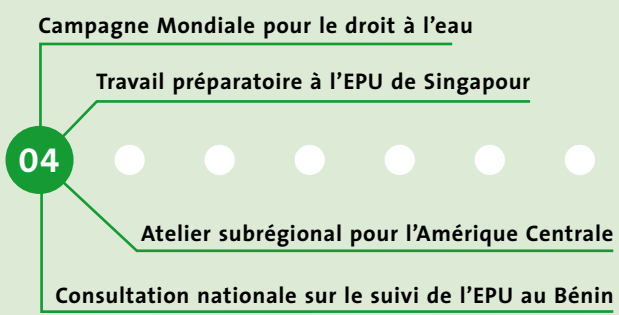 Campagne Mondiale pour le droit à l’eau
Travail préparatoire à l’EPU de Singapour
04
Atelier subrégional pour l’Amérique Centrale
Consultation nationale sur le suivi de l’EPU au Bénin